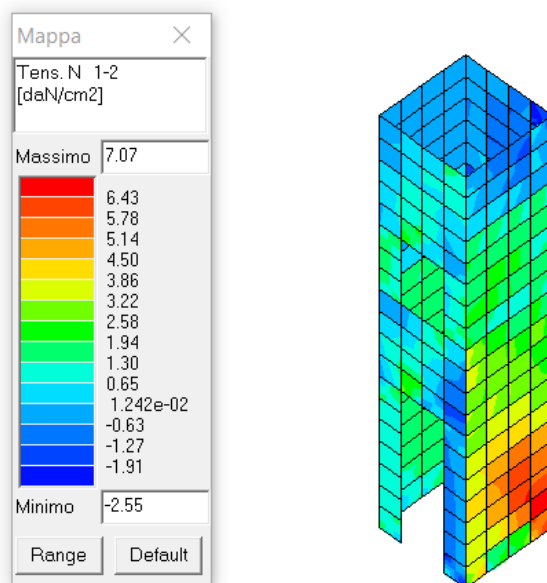 Mappa
Tens. N 1-2
[daN/cm2]
Massimo 7.07
6.43
5.78
5.14
4.50
3.86
3.22
2.58
1.94
1.30
0.65
1.242e-02
-0.63
-1.27
-1.91
Minimo -2.55
Range Default